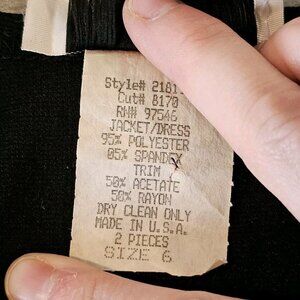 Style# 2181
Cut# 8170
RN# 97546
JACKET/DRESS
95% POLYESTER
05% SPANDEX
TRIM
50% ACETATE
50% RAYON
DRY CLEAN ONLY
MADE IN U.S.A.
2 PIECES
SIZE 6